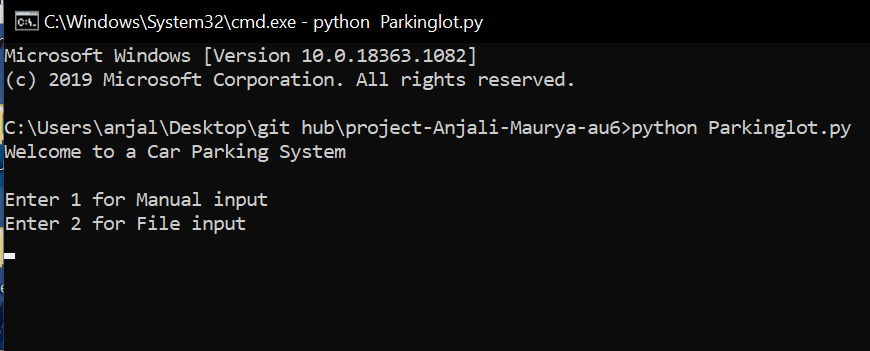 C:\Windows\System32\cmd.exe - python  Parkinglot.py
Microsoft Windows [Version 10.0.18363.1082]
(c) 2019 Microsoft Corporation. All rights reserved.
C:\Users\anjal\Desktop\git hub\project-Anjali-Maurya-au6>python Parkinglot.py
Welcome to a Car Parking System
Enter 1 for Manual input
Enter 2 for File input